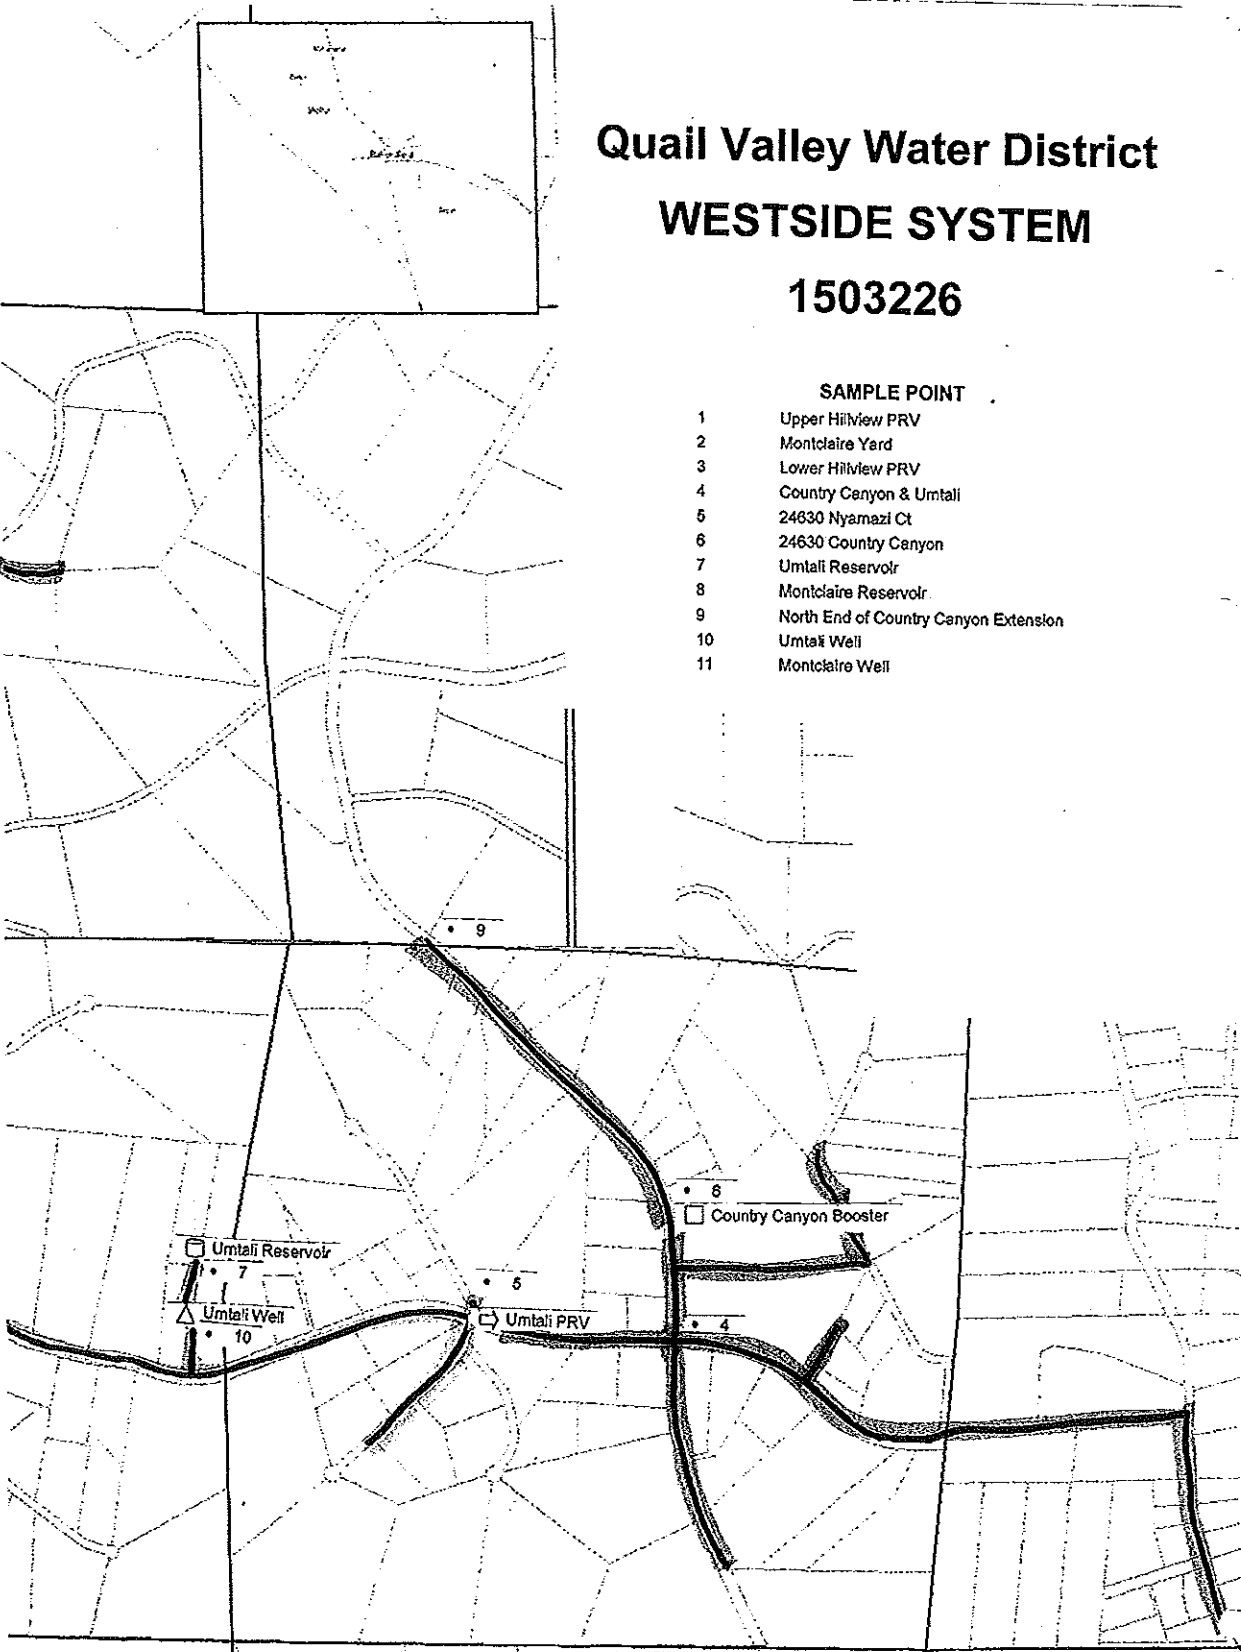 Quail Valley Water District
WESTSIDE SYSTEM
1503226
SAMPLE POINT
1 Upper Hillview PRV
2 Montclaire Yard
3 Lower Hillview PRV
4 Country Canyon & Umtali
5 24630 Nyamazi Ct
6 24630 Country Canyon
7 Umtali Reservoir
8 Montclaire Reservoir
9 North End of Country Canyon Extension
10 Umtali Well
11 Montclaire Well
9
6
Country Canyon Booster
Umtali Reservoir
7
5
Umtali Well
Umtali PRV
4
10